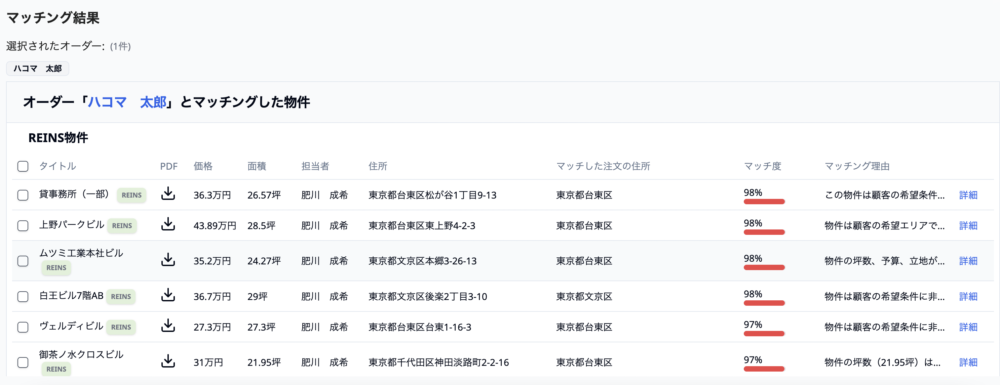 マッチング結果
選択されたオーダー: (1件)
ハコマ　太郎
オーダー「ハコマ　太郎」とマッチングした物件
REINS物件
タイトル PDF 価格 面積 担当者 住所 マッチした注文の住所 マッチ度 マッチング理由
貸事務所（一部） REINS 36.3万円 26.57坪 肥川　成希 東京都台東区松が谷1丁目9-13 東京都台東区 98% この物件は顧客の希望条件... 詳細
上野パークビル REINS 43.89万円 28.5坪 肥川　成希 東京都台東区東上野4-2-3 東京都台東区 98% 物件は顧客の希望エリアで... 詳細
ムツミ工業本社ビル REINS 35.2万円 24.27坪 肥川　成希 東京都文京区本郷3-26-13 東京都台東区 98% 物件の坪数、予算、立地が... 詳細
白王ビル7階AB REINS 36.7万円 29坪 肥川　成希 東京都文京区後楽2丁目3-10 東京都文京区 98% 物件は顧客の希望条件に非... 詳細
ヴェルディビル REINS 27.3万円 27.3坪 肥川　成希 東京都台東区台東1-16-3 東京都台東区 97% 物件は顧客の希望条件に非... 詳細
御茶ノ水クロスビル REINS 31万円 21.95坪 肥川　成希 東京都千代田区神田淡路町2-2-16 東京都台東区 97% 物件の坪数（21.95坪）は... 詳細